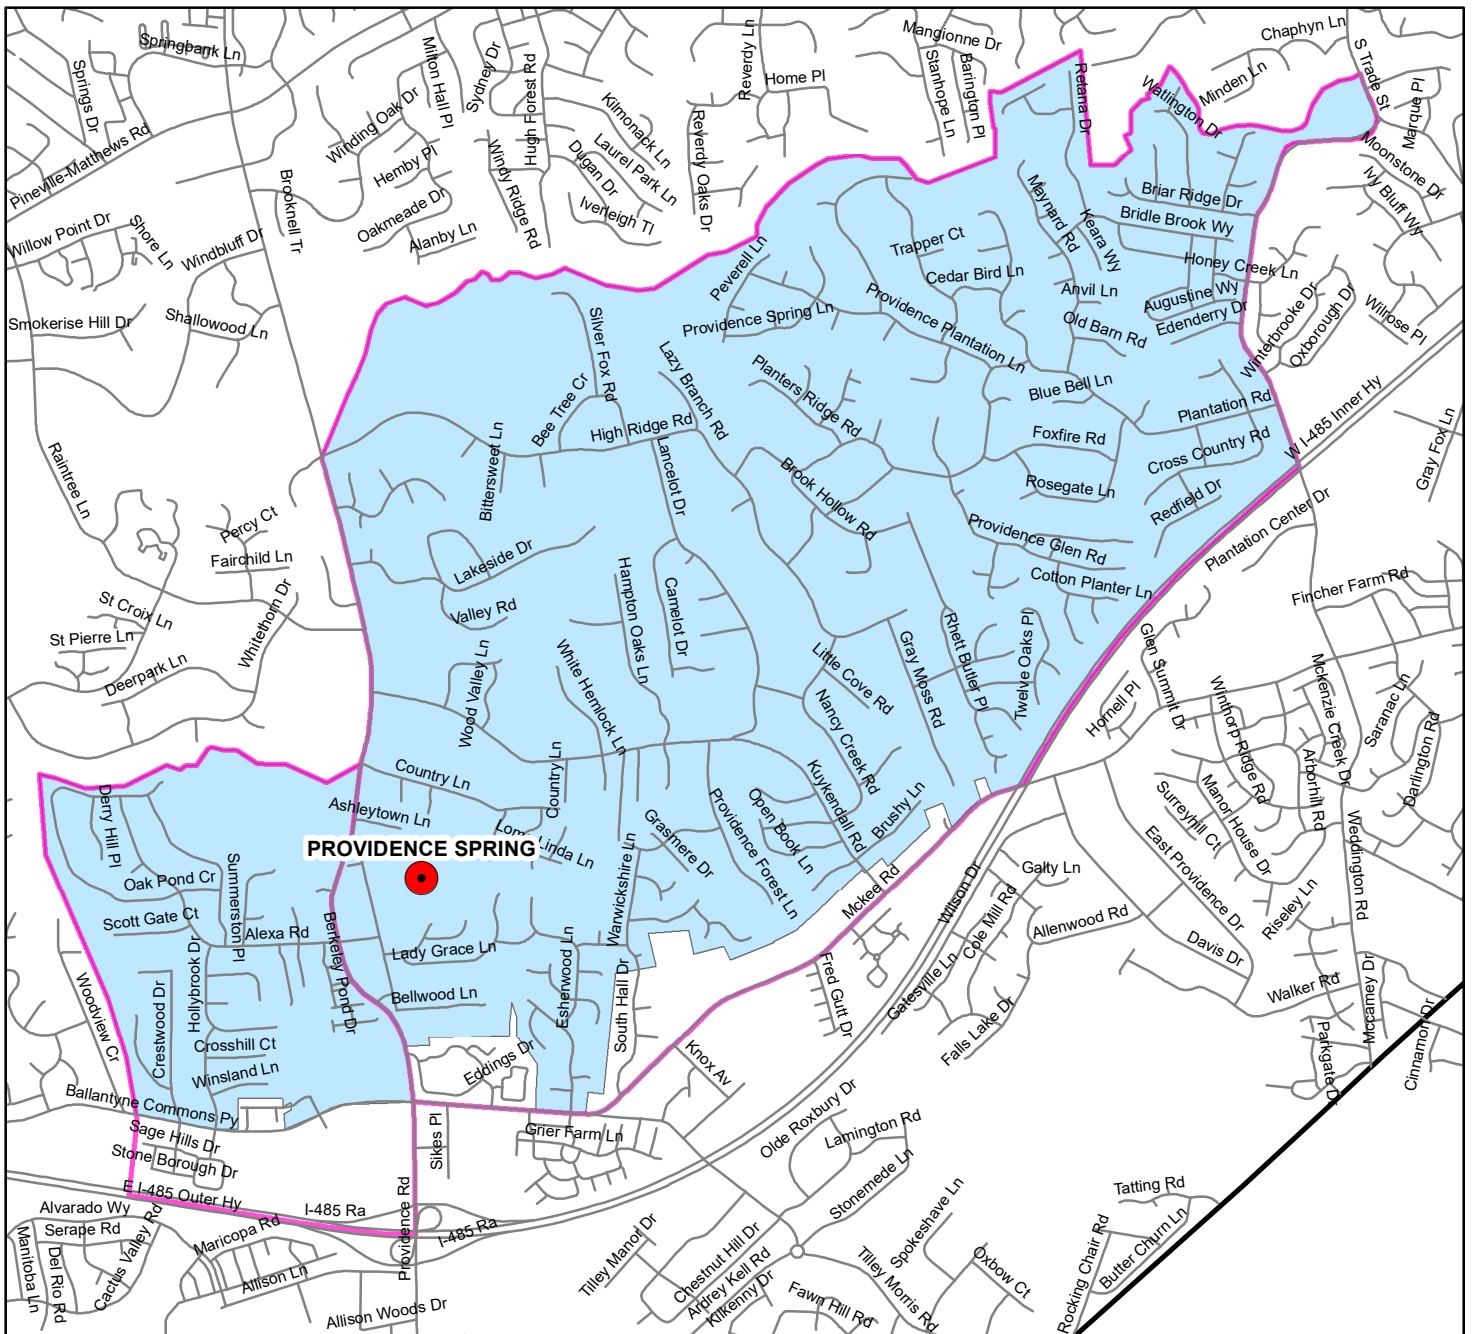 Springbank Ln
Springs Dr
Pineville-Matthews Rd
Winding Oak Dr
Milton Hall Pl
Sydney Dr
High Forest Rd
Hemby Pl
Windy Ridge Rd
Kilmonack Ln
Laurel Park Ln
Dugan Dr
Iverleigh Tl
Reverdy Ln
Home Pl
Reverdy Oaks Dr
Mangionne Dr
Stanhope Ln
Barington Pl
Retana Dr
Watlington Dr
Minden Ln
Chaphyn Ln
S Trade St
Marque Pl
Moonstone Dr
Ivy Bluff Wy
Willow Point Dr
Shore Ln
Windbluff Dr
Brooknell Tr
Oakmeade Dr
Alanby Ln
Smokerise Hill Dr
Shallowood Ln
Peverell Ln
Providence Spring Ln
Trapper Ct
Cedar Bird Ln
Providence Plantation Ln
Maynard Rd
Keara Wy
Briar Ridge Dr
Bridle Brook Wy
Honey Creek Ln
Anvil Ln
Augustine Wy
Edenderry Dr
Old Barn Rd
Winterbrooke Dr
Oxborough Dr
Wilrose Pl
Silver Fox Rd
Lazy Branch Rd
Bee Tree Cr
High Ridge Rd
Planters Ridge Rd
Blue Bell Ln
Plantation Rd
W I-485 Inner Hy
Gray Fox Ln
Bittersweet Ln
Lancelot Dr
Brook Hollow Rd
Foxfire Rd
Cross Country Rd
Rosegate Ln
Redfield Dr
Raintree Ln
Percy Ct
Fairchild Ln
Lakeside Dr
Valley Rd
Hampton Oaks Ln
Camelot Dr
Providence Glen Rd
Cotton Planter Ln
Plantation Center Dr
Fincher Farm Rd
St Croix Ln
St Pierre Ln
Whitethorn Dr
Deerpark Ln
Wood Valley Ln
White Hemlock Ln
Little Cove Rd
Gray Moss Rd
Rhett Butler Pl
Twelve Oaks Pl
Glen Summit Dr
Hornell Pl
Winthorp Ridge Rd
Mckenzie Creek Dr
Saranac Ln
Darlington Rd
Arborhill Rd
Country Ln
Country Ln
Ashleytown Ln
Nancy Creek Rd
Kuykendall Rd
Brushy Ln
Open Book Ln
Providence Forest Ln
Grasmere Dr
Warwickshire Ln
Linda Ln
PROVIDENCE SPRING
Derry Hill Pl
Oak Pond Cr
Summerston Pl
Scott Gate Ct
Alexa Rd
Hollybrook Dr
Berkeley Pond Dr
Lady Grace Ln
Bellwood Ln
Esherwood Ln
South Hall Dr
Mckee Rd
Wilson Dr
Galty Ln
Cole Mill Rd
Allenwood Rd
Surreyhill Ct
Manor House Dr
East Providence Dr
Weddington Rd
Riseley Ln
Davis Dr
Walker Rd
Mccamey Dr
Cinnamon Dr
Parkgate Dr
Woodview Cr
Crestwood Dr
Crosshill Ct
Winsland Ln
Ballantyne Commons Py
Eddings Dr
Fred Gutt Dr
Gatesville Ln
Falls Lake Dr
Knox Av
Sage Hills Dr
Stone Borough Dr
Sikes Pl
Grier Farm Ln
Olde Roxbury Dr
Lamington Rd
Stonemede Ln
E I-485 Outer Hy
I-485 Ra
I-485 Ra
Providence Rd
Alvarado Wy
Serape Rd
Manitoba Ln
Del Rio Rd
Cactus Valley Rd
Maricopa Rd
Allison Ln
Allison Woods Dr
Tilley Manor Dr
Chestnut Hill Dr
Ardrey Kell Rd
Kilkenny Dr
Fawn Hill Rd
Tilley Morris Rd
Spokeshave Ln
Oxbow Ct
Tatting Rd
Butter Churn Ln
Rocking Chair Rd